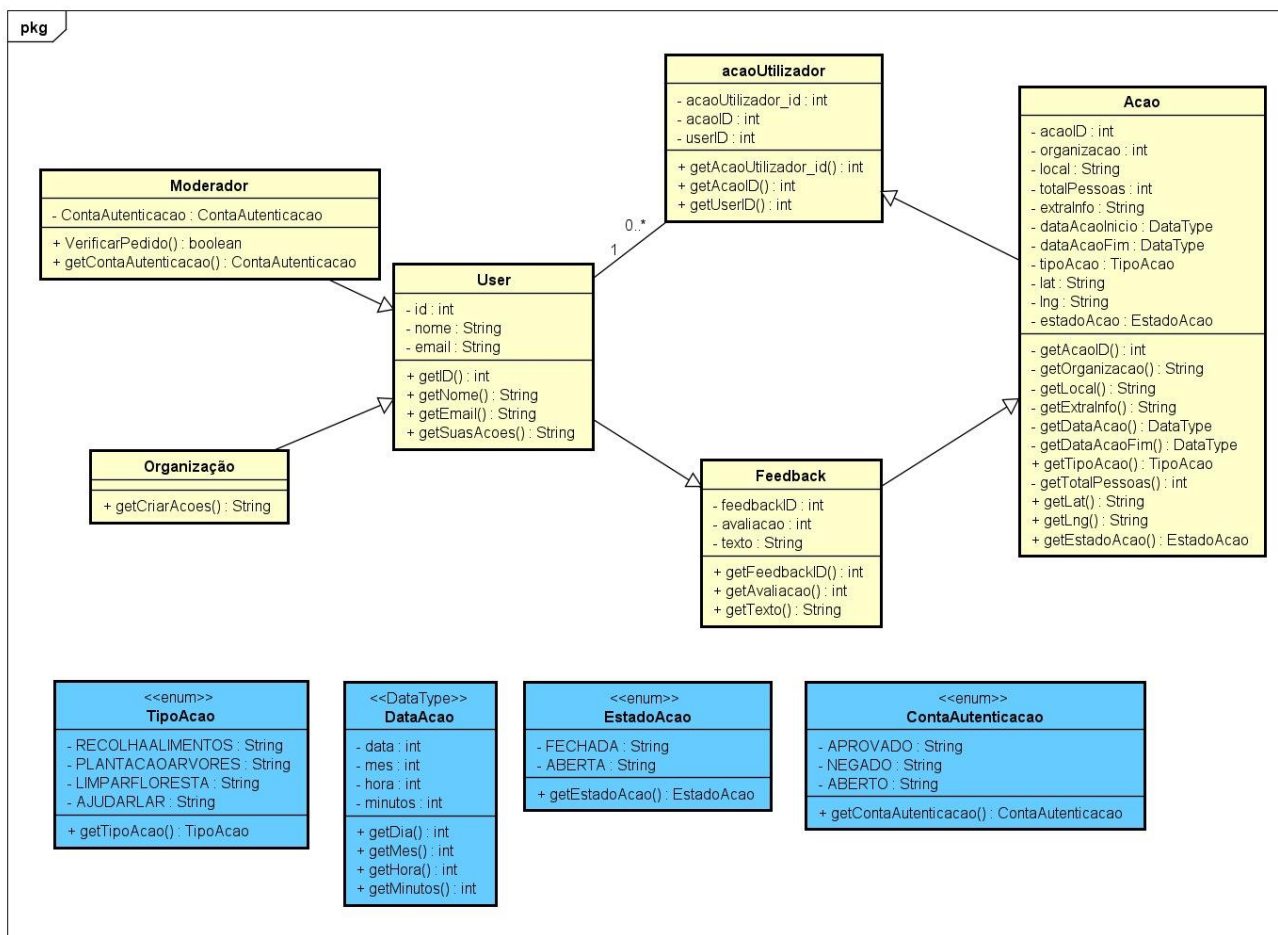 pkg
acaoUtilizador
- acaoUtilizador_id : int
- acaoID : int
- userID : int
+ getAcaoUtilizador_id() : int
+ getAcaoID() : int
+ getUserID() : int
Acao
- acaoID : int
- organizacao : int
- local : String
- totalPessoas : int
- extraInfo : String
- dataAcaoInicio : DataType
- dataAcaoFim : DataType
- tipoAcao : TipoAcao
- lat : String
- lng : String
- estadoAcao : EstadoAcao
- getAcaoID() : int
- getOrganizacao() : String
- getLocal() : String
- getExtraInfo() : String
- getDataAcao() : DataType
- getDataAcaoFim() : DataType
+ getTipoAcao() : TipoAcao
- getTotalPessoas() : int
+ getLat() : String
+ getLng() : String
+ getEstadoAcao() : EstadoAcao
Moderador
- ContaAutenticacao : ContaAutenticacao
+ VerificarPedido() : boolean
+ getContaAutenticacao() : ContaAutenticacao
0..*
1
User
- id : int
- nome : String
- email : String
+ getID() : int
+ getNome() : String
+ getEmail() : String
+ getSuasAcoes() : String
Organização
+ getCriarAcoes() : String
Feedback
- feedbackID : int
- avaliacao : int
- texto : String
+ getFeedbackID() : int
+ getAvaliacao() : int
+ getTexto() : String
<<enum>>
TipoAcao
- RECOLHAALIMENTOS : String
- PLANTACAOARVORES : String
- LIMPARFLORESTA : String
- AJUDARLAR : String
+ getTipoAcao() : TipoAcao
<<DataType>>
DataAcao
- data : int
- mes : int
- hora : int
- minutos : int
+ getDia() : int
+ getMes() : int
+ getHora() : int
+ getMinutos() : int
<<enum>>
EstadoAcao
- FECHADA : String
- ABERTA : String
+ getEstadoAcao() : EstadoAcao
<<enum>>
ContaAutenticacao
- APROVADO : String
- NEGADO : String
- ABERTO : String
+ getContaAutenticacao() : ContaAutenticacao